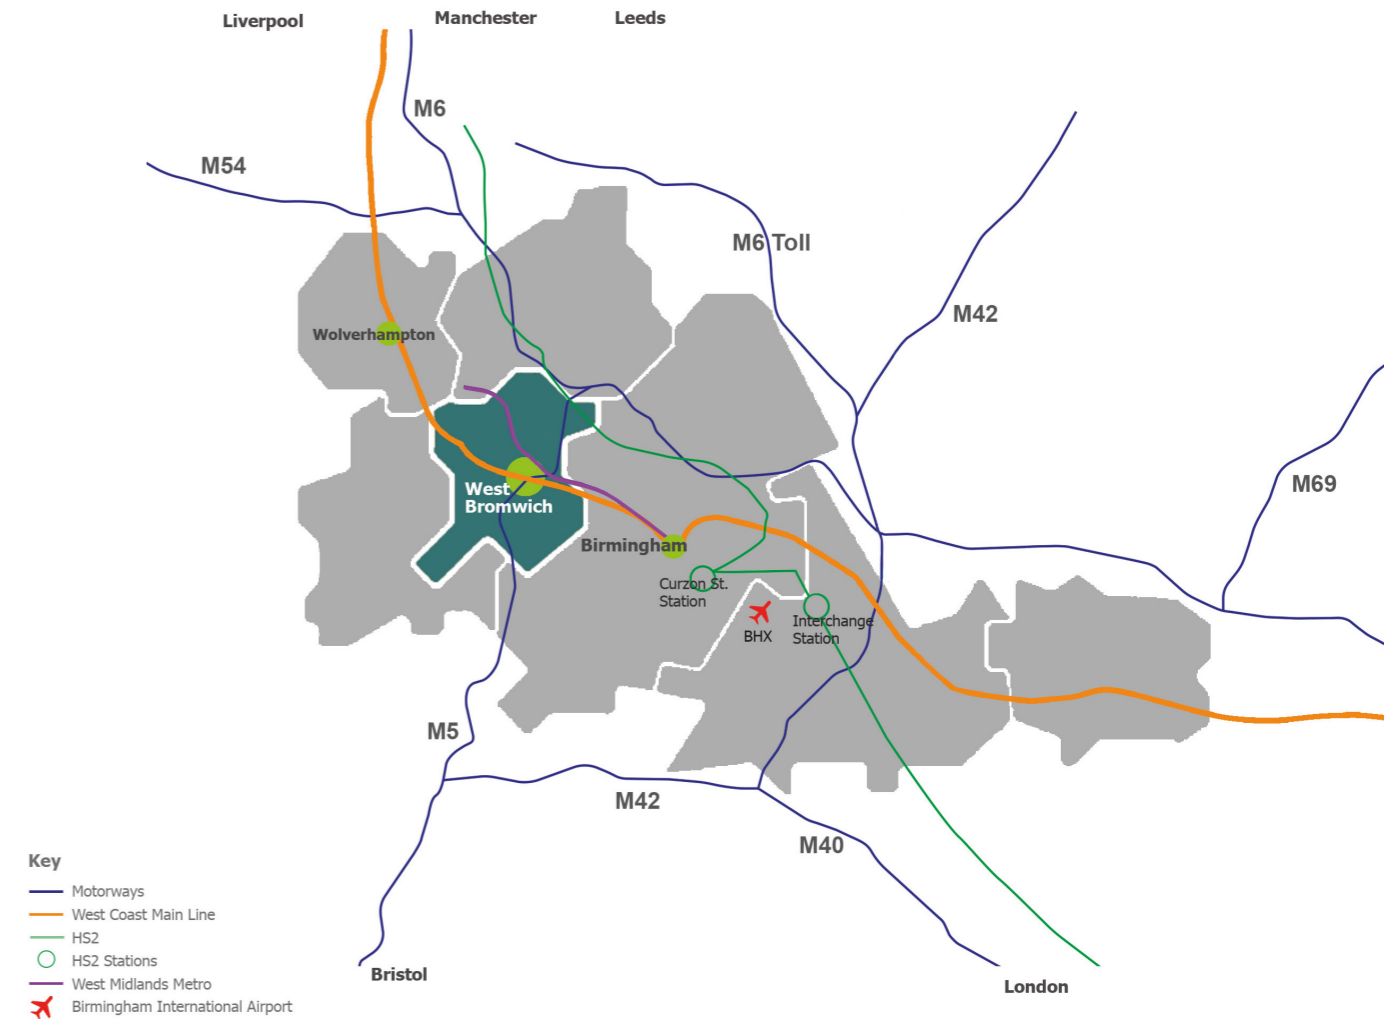 Liverpool
Manchester
Leeds
M6
M54
M6 Toll
M42
Wolverhampton
M69
West
Bromwich
Birmingham
Curzon St.
Station
Interchange
Station
BHX
M5
M42
M40
Key
Motorways
West Coast Main Line
HS2
HS2 Stations
West Midlands Metro
Birmingham International Airport
Bristol
London